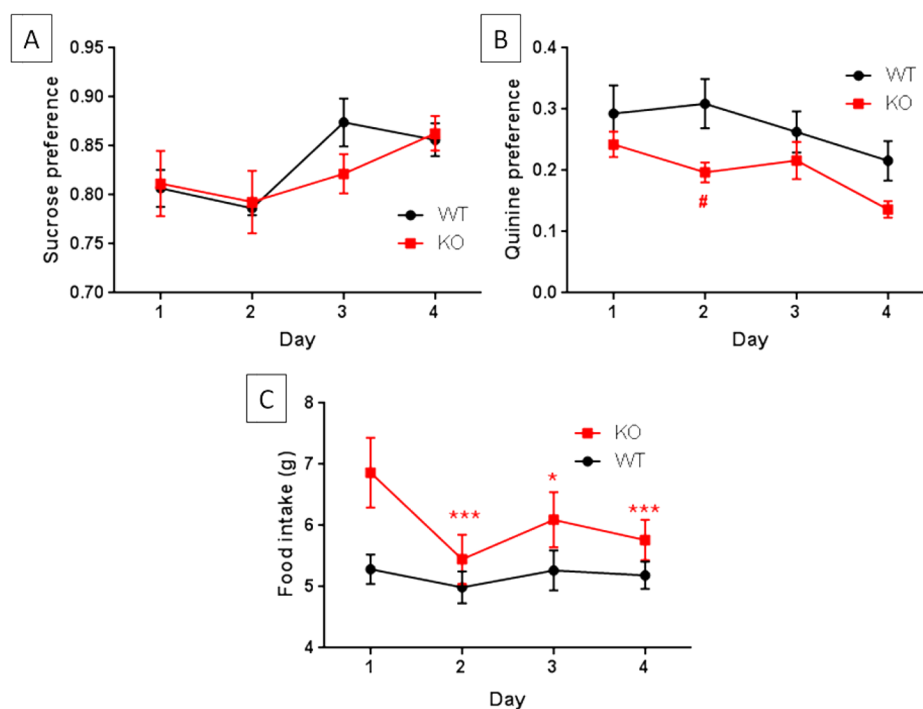 A
Sucrose preference
0.95
0.90
0.85
0.80
0.75
0.70
WT
KO
1 2 3 4
Day
B
Quinine preference
0.4
0.3
0.2
0.1
0.0
WT
KO
#
1 2 3 4
Day
C
Food intake (g)
8
7
6
5
4
KO
WT
*** * ***
1 2 3 4
Day